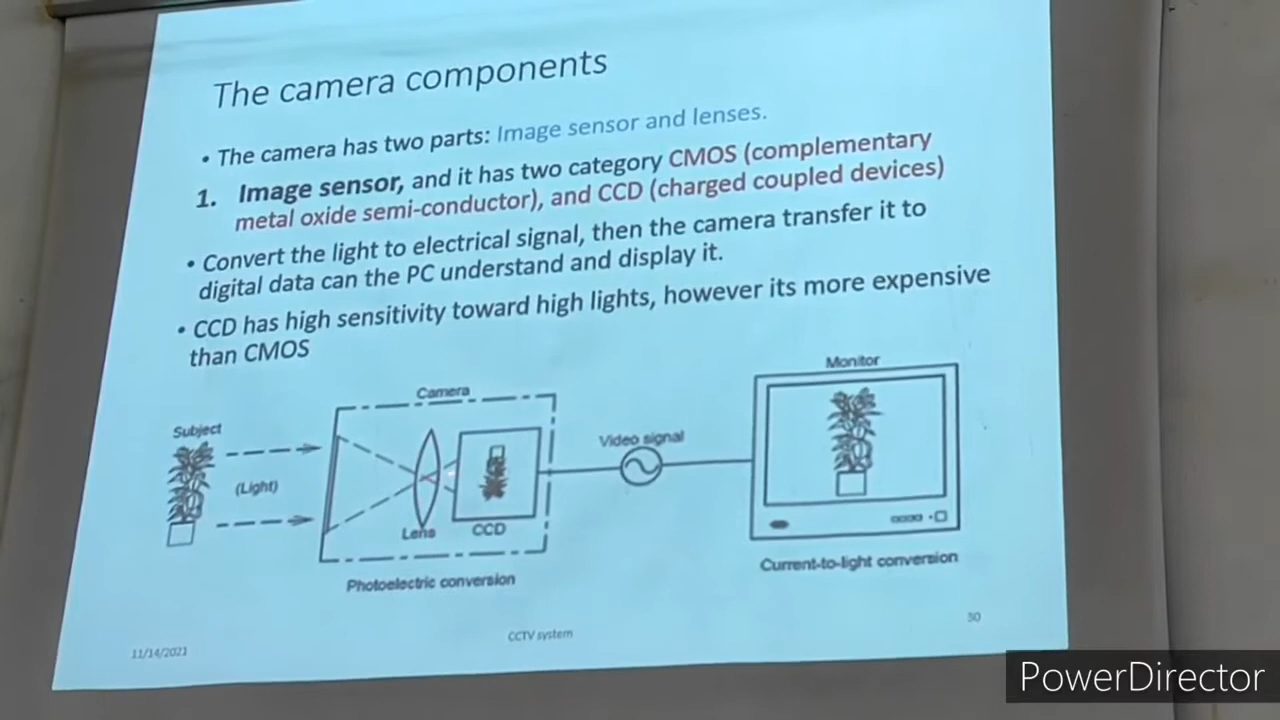 The camera components
• The camera has two parts: Image sensor and lenses.
1. Image sensor, and it has two category CMOS (complementary
metal oxide semi-conductor), and CCD (charged coupled devices)
• Convert the light to electrical signal, then the camera transfer it to
digital data can the PC understand and display it.
• CCD has high sensitivity toward high lights, however its more expensive
than CMOS
Monitor
Camera
Subject
Video signal
(Light)
Lens
CCD
Photoelectric conversion
Current-to-light conversion
11/14/2021
CCTV system
30
PowerDirector